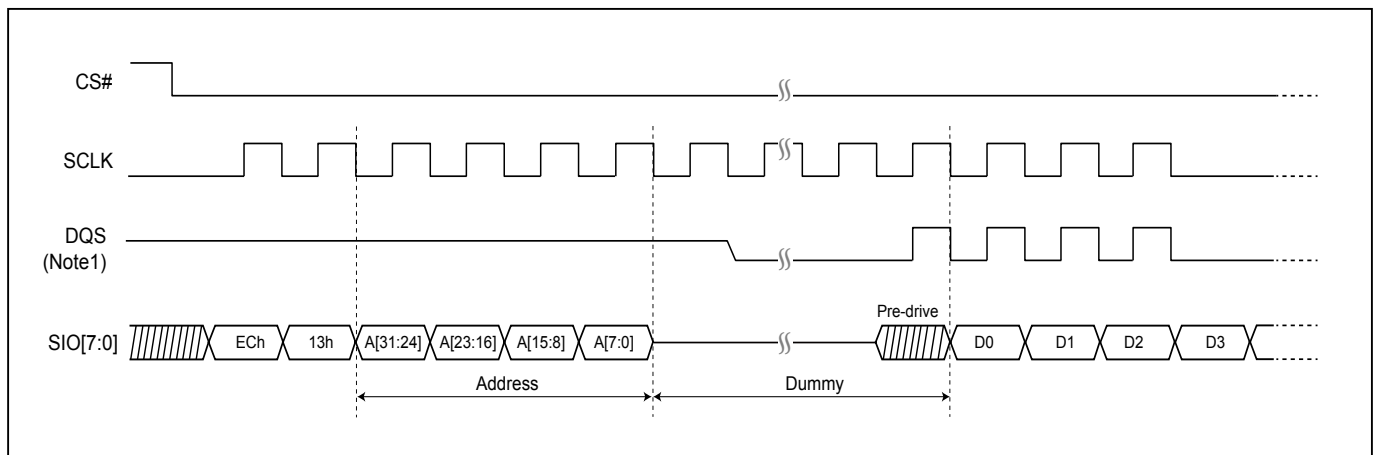 CS#
SCLK
DQS
(Note1)
Pre-drive
SIO[7:0] ECh 13h A[31:24] A[23:16] A[15:8] A[7:0] D0 D1 D2 D3
Address Dummy